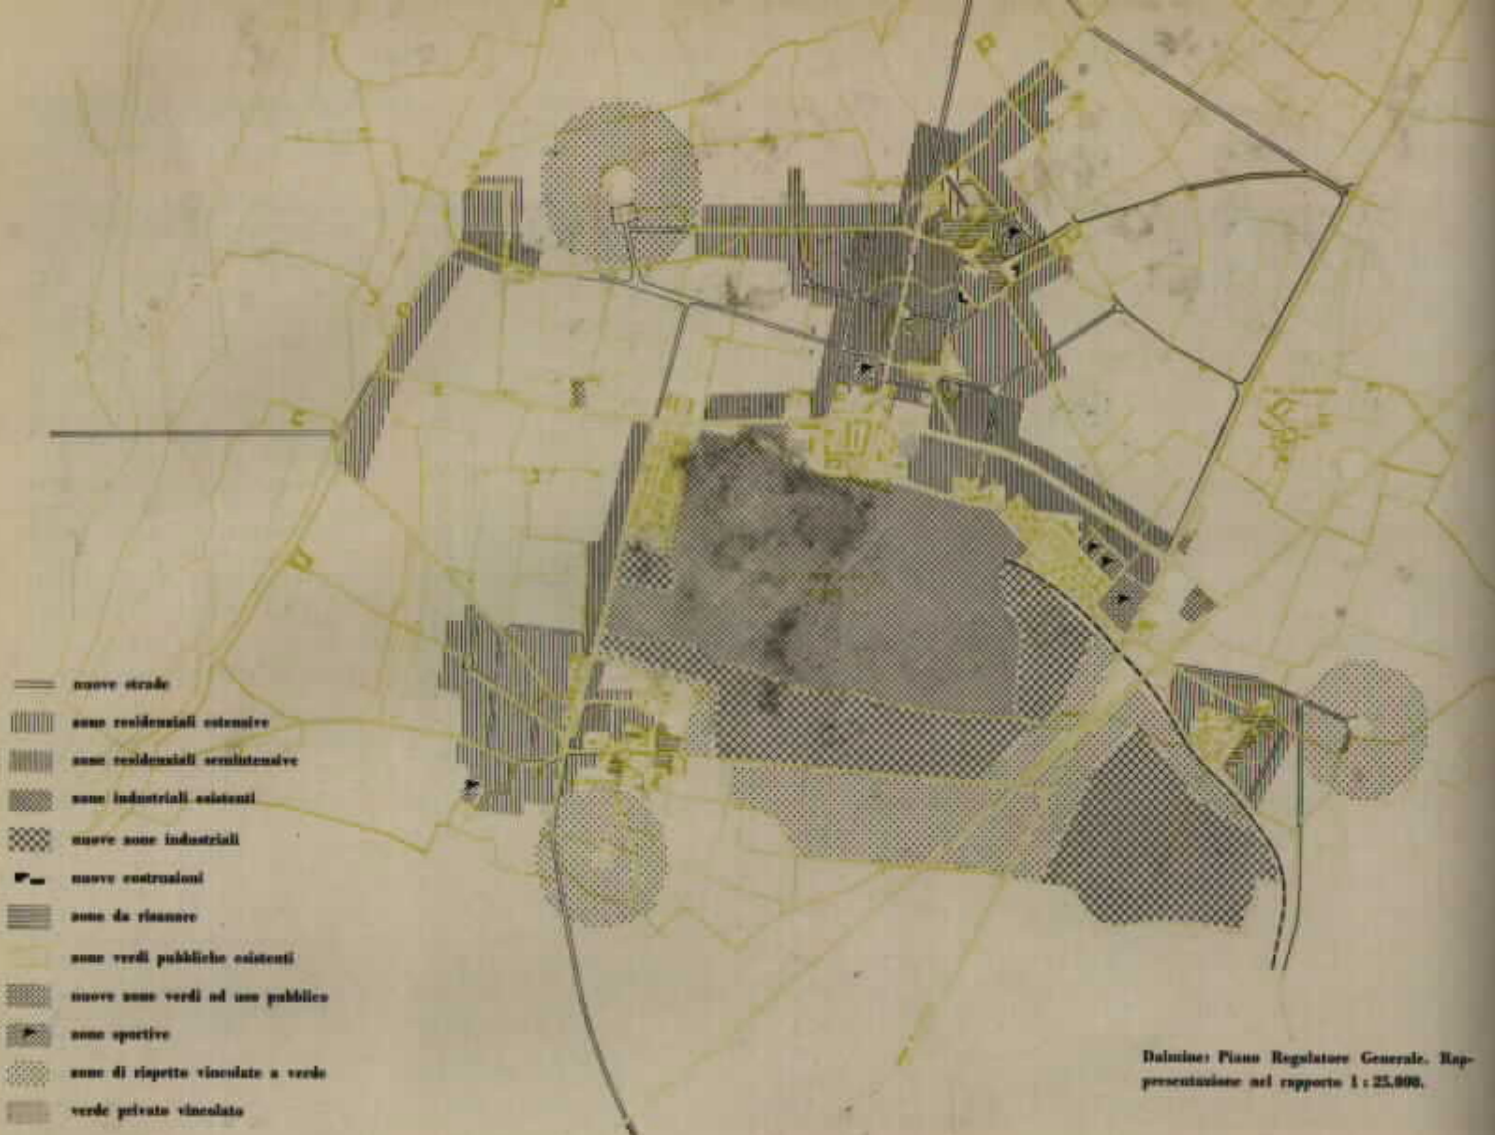 nuove strade
zone residenziali estensive
zone residenziali semintensive
zone industriali esistenti
nuove zone industriali
nuove costruzioni
zone da risanare
zone verdi pubbliche esistenti
nuove zone verdi ad uso pubblico
zone sportive
zone di rispetto vincolate a verde
verde privato vincolato
Dalmine: Piano Regolatore Generale. Rap-
presentazione nel rapporto 1 : 25.000.